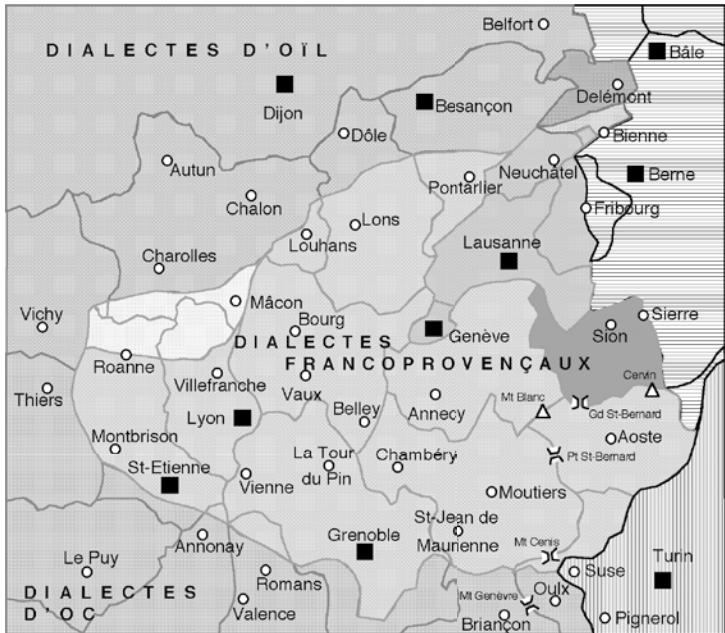 Belfort
DIALECTES D'OÏL
Bâle
Dijon
Besançon
Delémont
Dôle
Bienne
Autun
Pontarlier
Neuchâtel
Berne
Chalon
Lons
Fribourg
Louhans
Lausanne
Charolles
Mâcon
Vichy
Bourg
Genève
Sion
Sierre
DIALECTES
FRANCOPROVENÇAUX
Roanne
Villefranche
Vaux
Cervin
Thiers
Mt Blanc
Annecy
Gd St-Bernard
Lyon
Belley
Montbrison
Aoste
St-Etienne
La Tour
du Pin
Chambéry
Pt St-Bernard
Vienne
Moutiers
St-Jean de
Maurienne
Grenoble
Mt Cenis
Annonay
Turin
Le Puy
Romans
Suse
DIALECTES
D'OC
Mt Genèvre
Oulx
Valence
Briançon
Pignerol